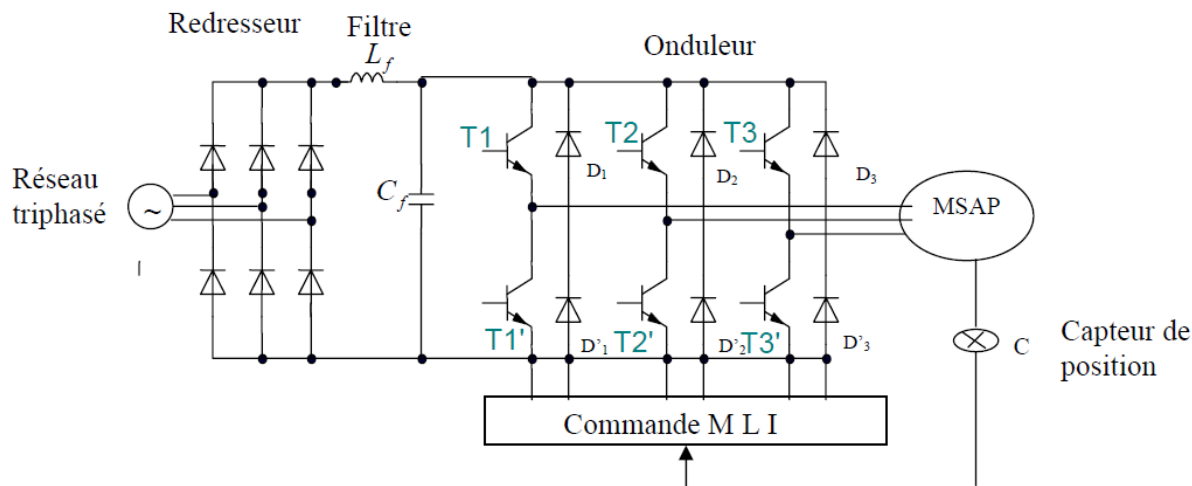 Redresseur
Filtre
L_f
Onduleur
Réseau
triphasé
~
C_f
T1
T2
T3
D₁
D₂
D₃
MSAP
T1'
T2'
T3'
D'₁
D'₂
D'₃
C
Capteur de
position
Commande M L I